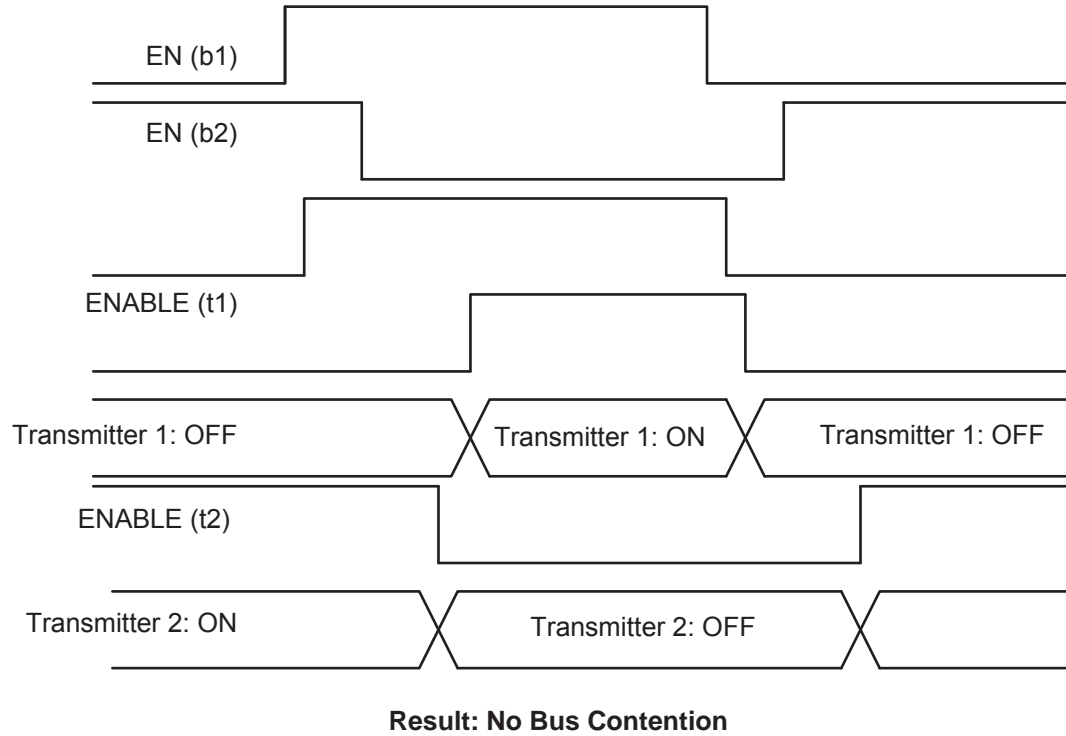 EN (b1)
EN (b2)
ENABLE (t1)
Transmitter 1: OFF
Transmitter 1: ON
Transmitter 1: OFF
ENABLE (t2)
Transmitter 2: ON
Transmitter 2: OFF
Result: No Bus Contention